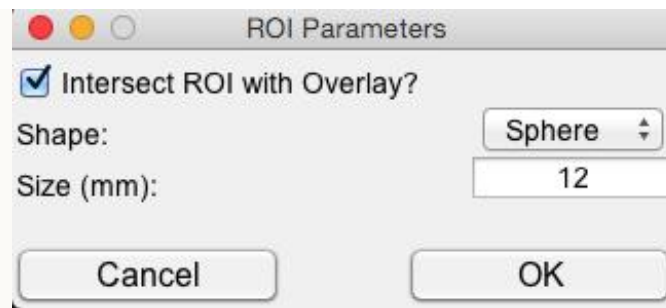 ROI Parameters
Intersect ROI with Overlay?
Shape: Sphere
Size (mm): 12
Cancel OK